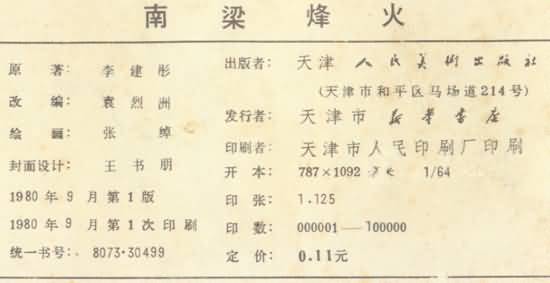 南梁烽火
原 著: 李建彤
改 编: 袁烈洲
绘 画: 张 焯
封面设计: 王书朋
1980年9月第1版
1980年9月第1次印刷
统一书号: 8073·30499
出版者: 天津人民美術出版社
(天津市和平区马场道214号)
发行者: 天津市新华书店
印刷者: 天津市人民印刷厂印刷
开 本: 787×1092 毫米 1/64
印 张: 1.125
印 数: 000001—100000
定 价: 0.11元